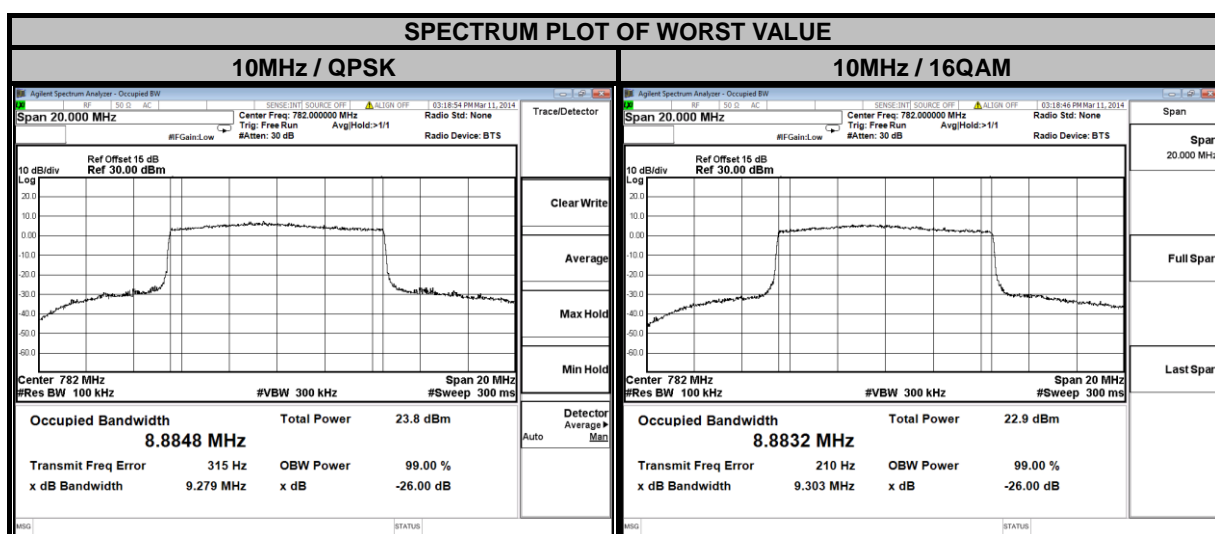 SPECTRUM PLOT OF WORST VALUE
10MHz / QPSK
Agilent Spectrum Analyzer - Occupied BW
RF 50 Ω AC SENSE:INT SOURCE OFF ALIGN OFF 03:18:54 PM Mar 11, 2014
Span 20.000 MHz
Center Freq: 782.000000 MHz
Radio Std: None
Trig: Free Run Avg|Hold:>1/1
#IFGain:Low
#Atten: 30 dB
Radio Device: BTS
Ref Offset 15 dB
10 dB/div Ref 30.00 dBm
Log
20.0
10.0
0.00
-10.0
-20.0
-30.0
-40.0
-50.0
-60.0
Center 782 MHz
Span 20 MHz
#Res BW 100 kHz
#VBW 300 kHz
#Sweep 300 ms
Occupied Bandwidth
Total Power 23.8 dBm
8.8848 MHz
Transmit Freq Error 315 Hz OBW Power 99.00 %
x dB Bandwidth 9.279 MHz x dB -26.00 dB
MSG
STATUS
Trace/Detector
Clear Write
Average
Max Hold
Min Hold
Detector
Average
Auto Man
10MHz / 16QAM
Agilent Spectrum Analyzer - Occupied BW
RF 50 Ω AC SENSE:INT SOURCE OFF ALIGN OFF 03:18:46 PM Mar 11, 2014
Span 20.000 MHz
Center Freq: 782.000000 MHz
Radio Std: None
Trig: Free Run Avg|Hold:>1/1
#IFGain:Low
#Atten: 30 dB
Radio Device: BTS
Ref Offset 15 dB
10 dB/div Ref 30.00 dBm
Log
20.0
10.0
0.00
-10.0
-20.0
-30.0
-40.0
-50.0
-60.0
Center 782 MHz
Span 20 MHz
#Res BW 100 kHz
#VBW 300 kHz
#Sweep 300 ms
Occupied Bandwidth
Total Power 22.9 dBm
8.8832 MHz
Transmit Freq Error 210 Hz OBW Power 99.00 %
x dB Bandwidth 9.303 MHz x dB -26.00 dB
MSG
STATUS
Span
Span
20.000 MHz
Full Span
Last Span